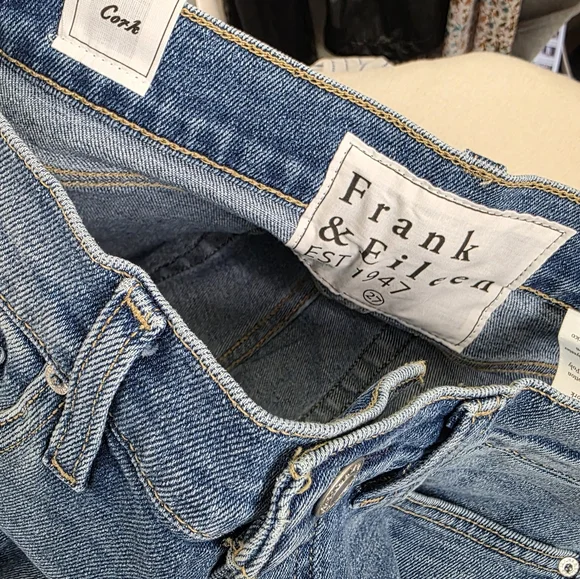 Cork
Frank
& Eileen
EST 1947
27